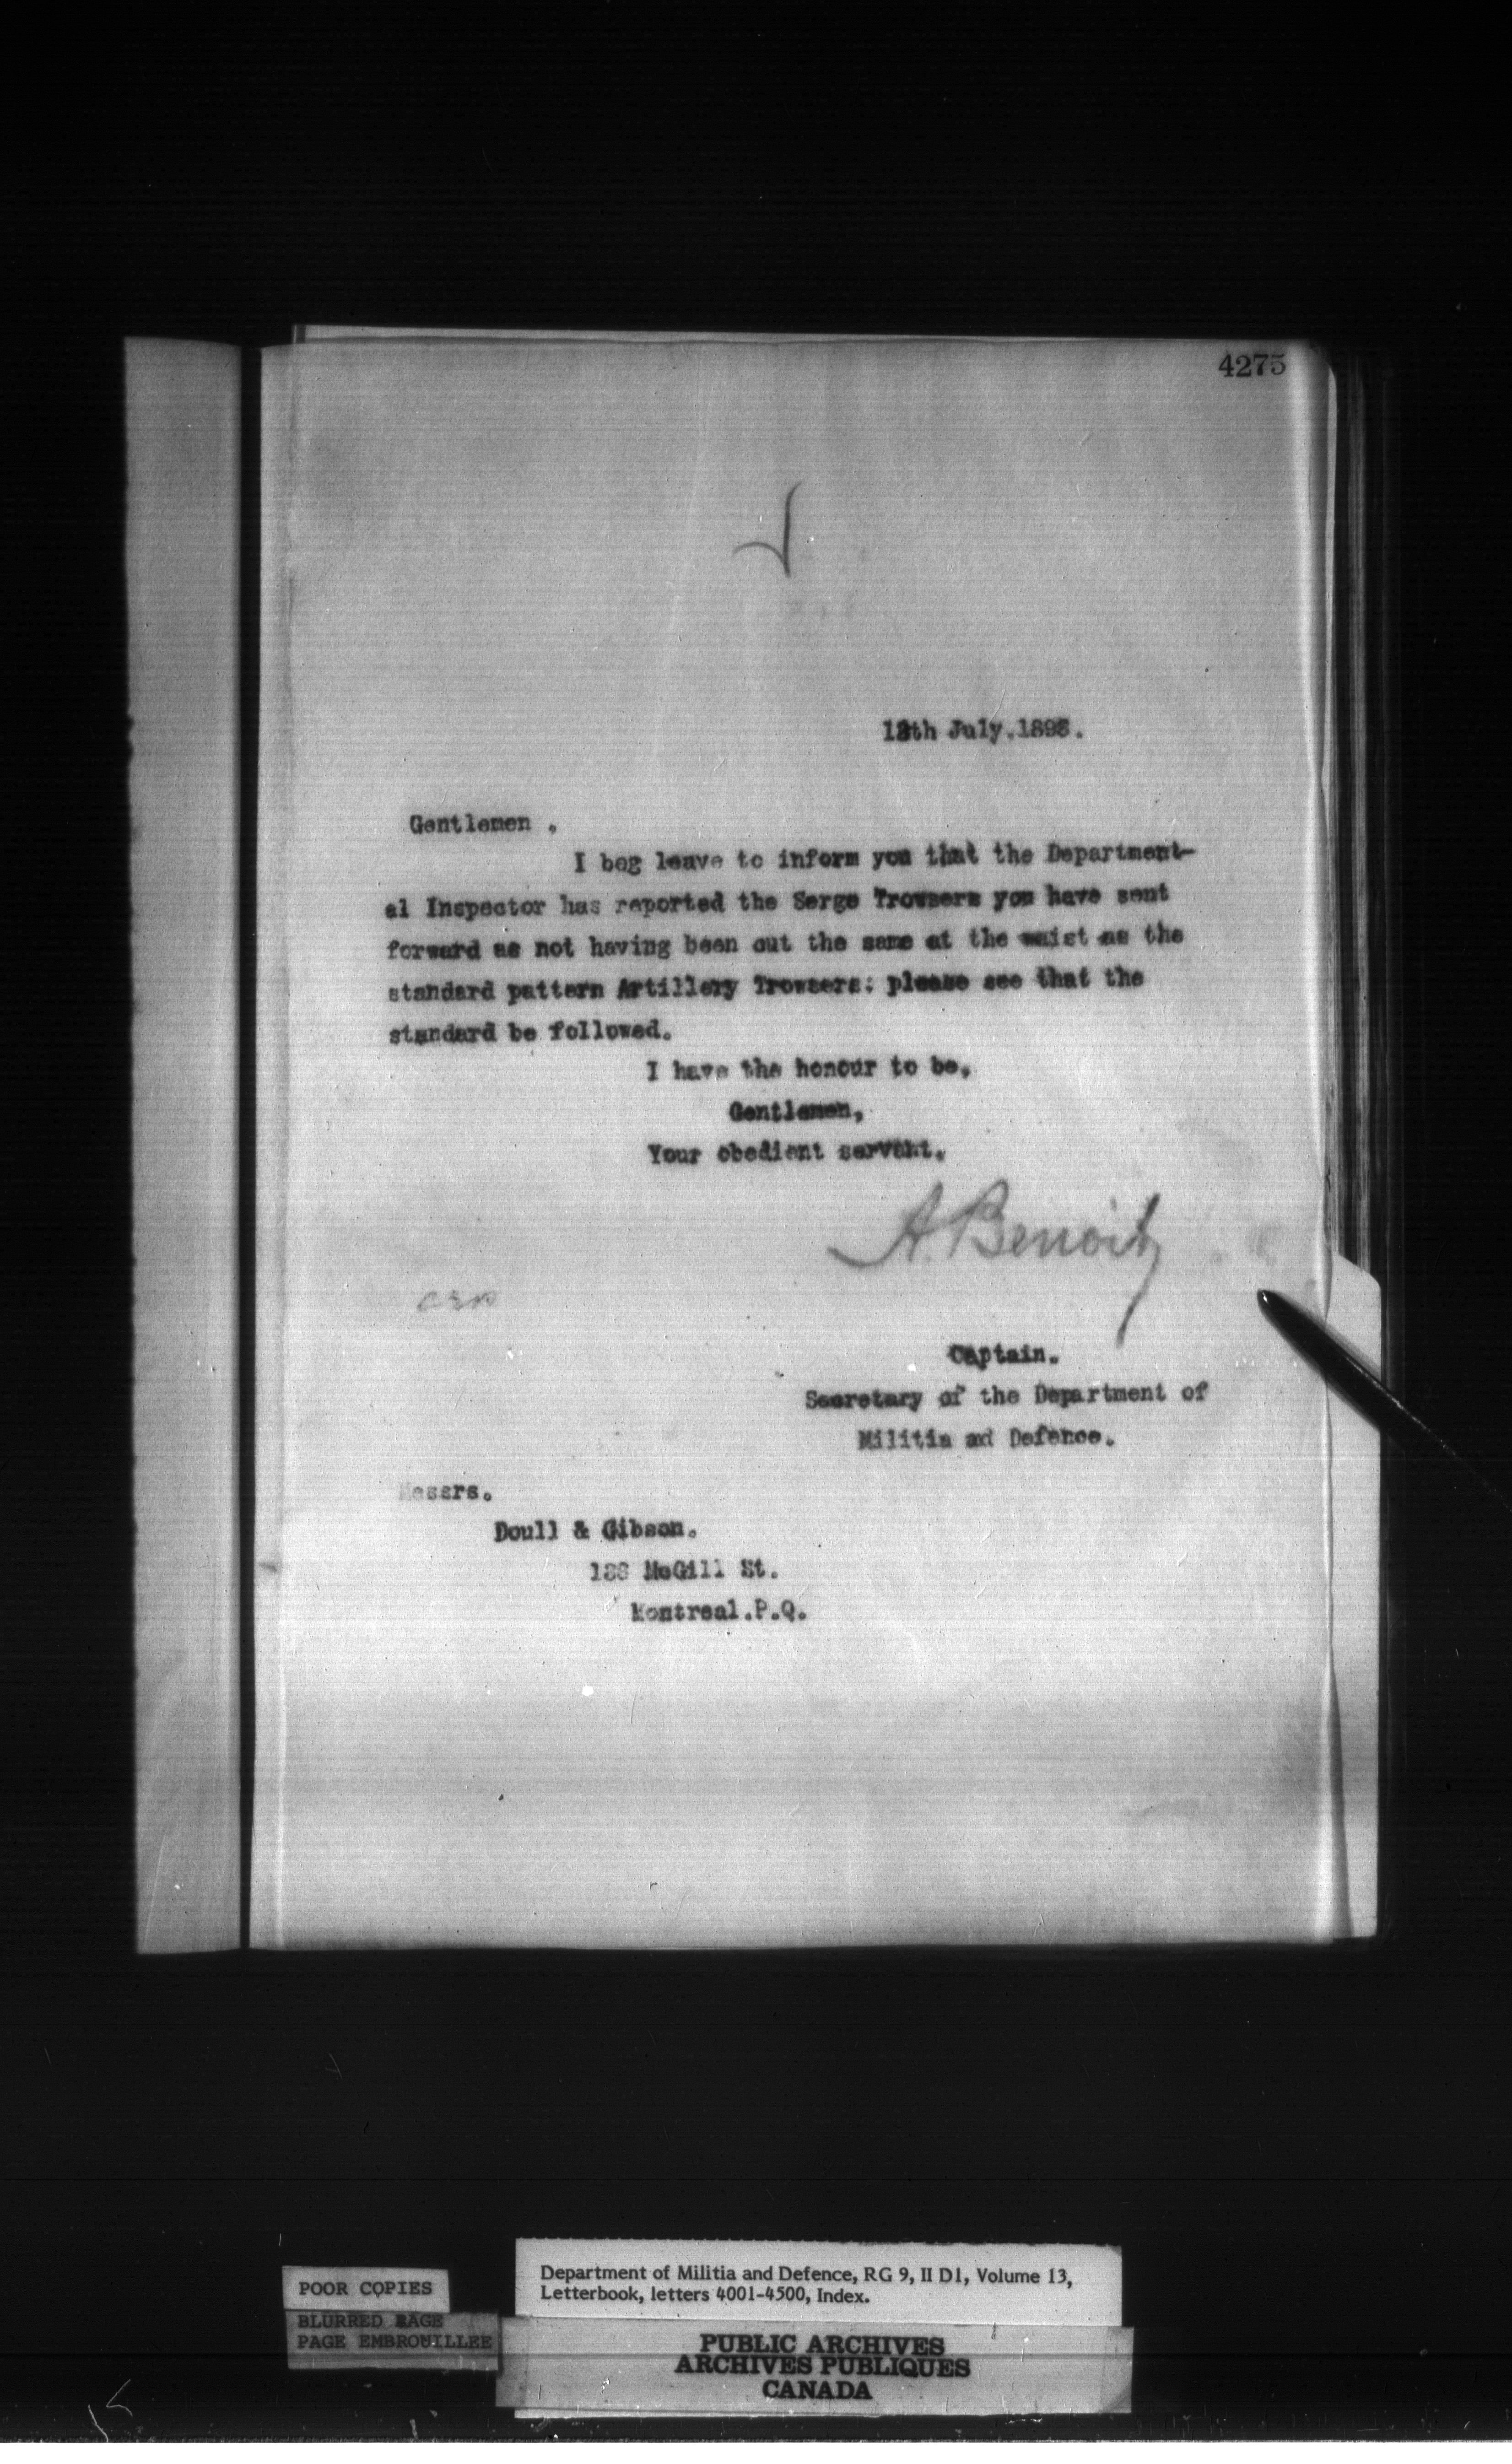 4275
July.1898.
Gentlemen ,
I beg leave to inform you that the Department-
al Inspector has reported the Serge Trowsers you have sent
forward as not having been cut the same at the waist as the
standard pattern Artillery Trowsers; please see that the
standard be followed.
I have the honour to be,
Gentlemen,
Your obedient servant.
A. Benoit
Captain.
Secretary of the Department of
Militia and Defence.
Messrs.
Doull & Gibson.
McGill St.
Montreal.P.Q.
POOR COPIES
BLURRED PAGE
PAGE EMBROUILLEE
Department of Militia and Defence, RG 9, II D1, Volume 13,
Letterbook, letters 4001-4500, Index.
PUBLIC ARCHIVES
ARCHIVES PUBLIQUES
CANADA